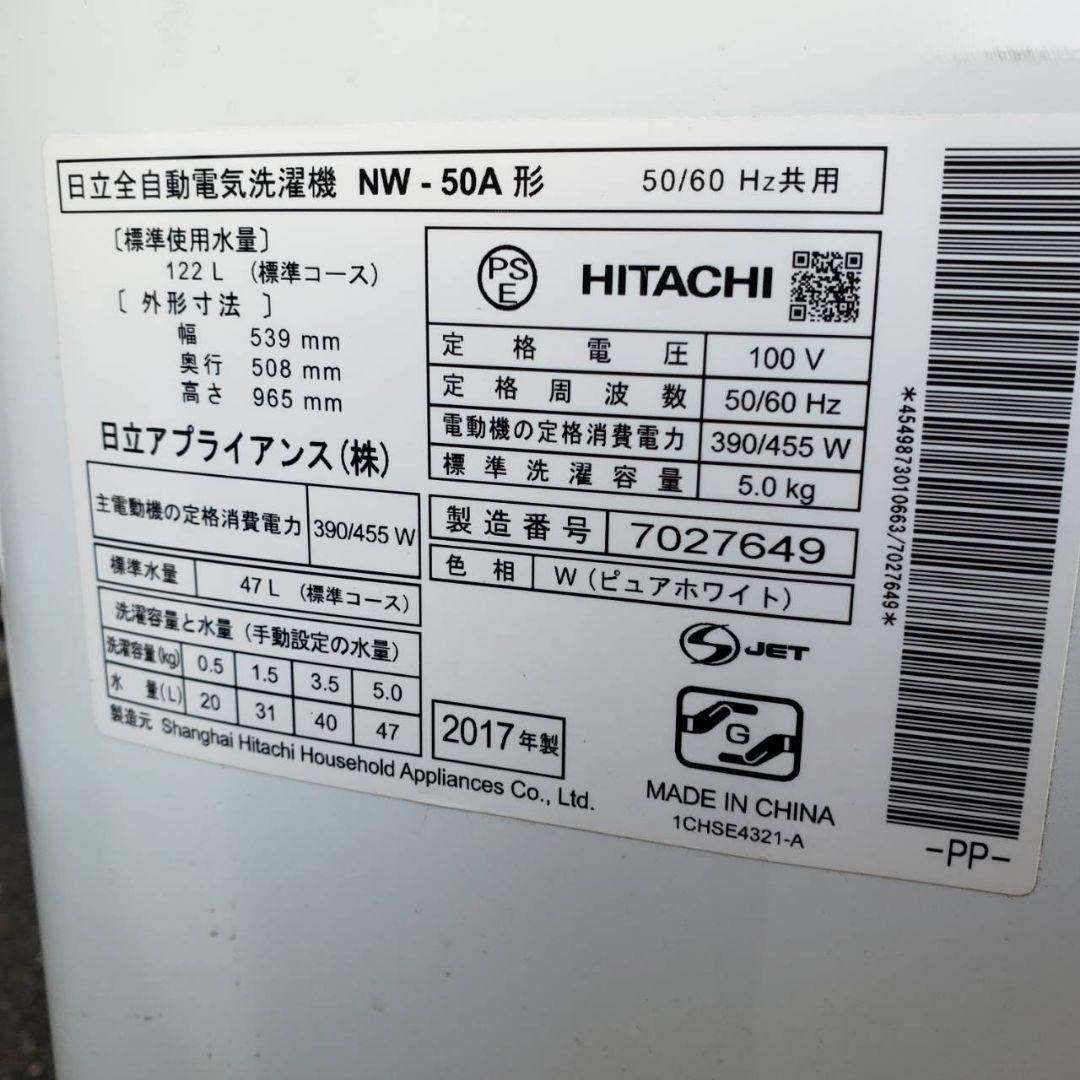 日立全自動電気洗濯機 NW - 50A 形 50/60 Hz共用
〔標準使用水量〕
122 L (標準コース)
〔 外形寸法 〕
幅 539 mm
奥行 508 mm
高さ 965 mm
日立アプライアンス(株)
主電動機の定格消費電力 390/455 W
標準水量 47 L (標準コース)
洗濯容量と水量 (手動設定の水量)
洗濯容量(kg) 0.5 1.5 3.5 5.0
水量(L) 20 31 40 47
製造元 Shanghai Hitachi Household Appliances Co., Ltd.
PS
E
HITACHI
定格電圧 100 V
定格周波数 50/60 Hz
電動機の定格消費電力 390/455 W
標準洗濯容量 5.0 kg
製造番号 7027649
色相 W (ピュアホワイト)
S JET
2017年製
G
MADE IN CHINA
1CHSE4321-A
*4549873010663/7027649*
-PP-